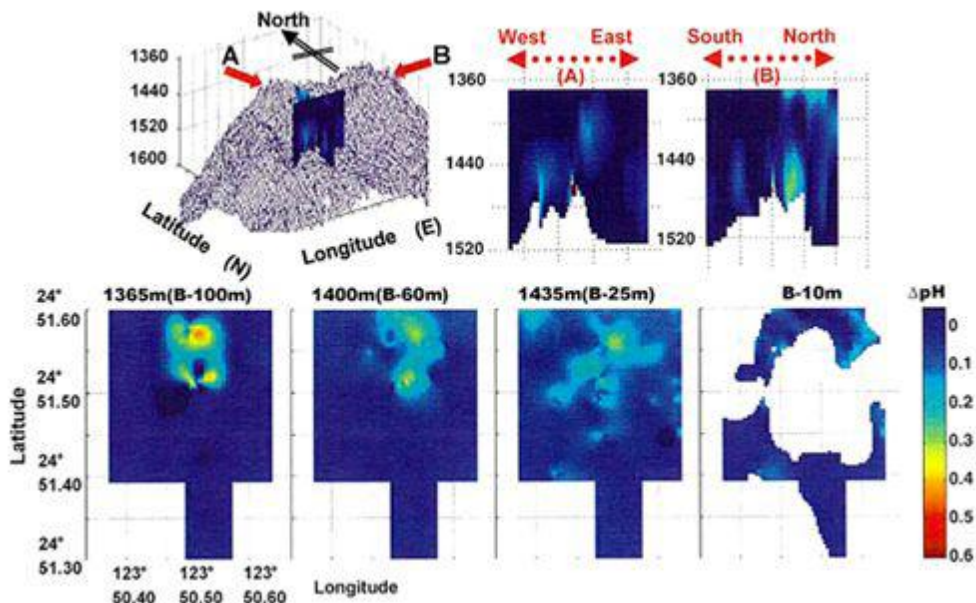 North
A
B
1360
1440
1520
1600
Latitude (N)
Longitude (E)
West East
(A)
1360
1440
1520
South North
(B)
1360
1440
1520
1365m(B-100m)
1400m(B-60m)
1435m(B-25m)
B-10m
ΔpH
24°
51.60
24°
51.50
24°
51.40
24°
51.30
Latitude
0
0.1
0.2
0.3
0.4
0.5
0.6
123° 123° 123°
50.40 50.50 50.60
Longitude